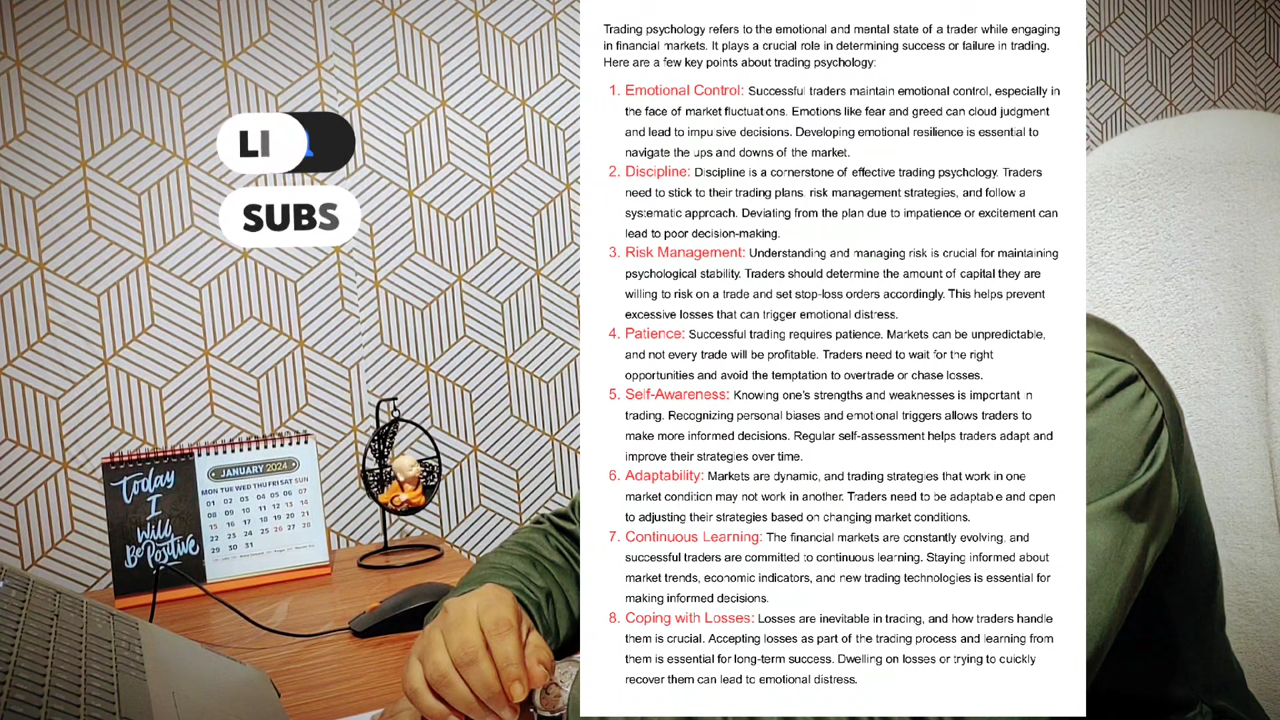 Trading psychology refers to the emotional and mental state of a trader while engaging
in financial markets. It plays a crucial role in determining success or failure in trading.
Here are a few key points about trading psychology:
1. Emotional Control: Successful traders maintain emotional control, especially in
the face of market fluctuations. Emotions like fear and greed can cloud judgment
and lead to impulsive decisions. Developing emotional resilience is essential to
navigate the ups and downs of the market.
2. Discipline: Discipline is a cornerstone of effective trading psychology. Traders
need to stick to their trading plans, risk management strategies, and follow a
systematic approach. Deviating from the plan due to impatience or excitement can
lead to poor decision-making.
3. Risk Management: Understanding and managing risk is crucial for maintaining
psychological stability. Traders should determine the amount of capital they are
willing to risk on a trade and set stop-loss orders accordingly. This helps prevent
excessive losses that can trigger emotional distress.
4. Patience: Successful trading requires patience. Markets can be unpredictable,
and not every trade will be profitable. Traders need to wait for the right
opportunities and avoid the temptation to overtrade or chase losses.
5. Self-Awareness: Knowing one's strengths and weaknesses is important in
trading. Recognizing personal biases and emotional triggers allows traders to
make more informed decisions. Regular self-assessment helps traders adapt and
improve their strategies over time.
6. Adaptability: Markets are dynamic, and trading strategies that work in one
market condition may not work in another. Traders need to be adaptable and open
to adjusting their strategies based on changing market conditions.
7. Continuous Learning: The financial markets are constantly evolving, and
successful traders are committed to continuous learning. Staying informed about
market trends, economic indicators, and new trading technologies is essential for
making informed decisions.
8. Coping with Losses: Losses are inevitable in trading, and how traders handle
them is crucial. Accepting losses as part of the trading process and learning from
them is essential for long-term success. Dwelling on losses or trying to quickly
recover them can lead to emotional distress.
LI
SUBS
today
I
will
Be Positive
JANUARY 2024
MON TUE WED THU FRI SAT SUN
01 02 03 04 05 06 07
08 09 10 11 12 13 14
15 16 17 18 19 20 21
22 23 24 25 26 27 28
29 30 31